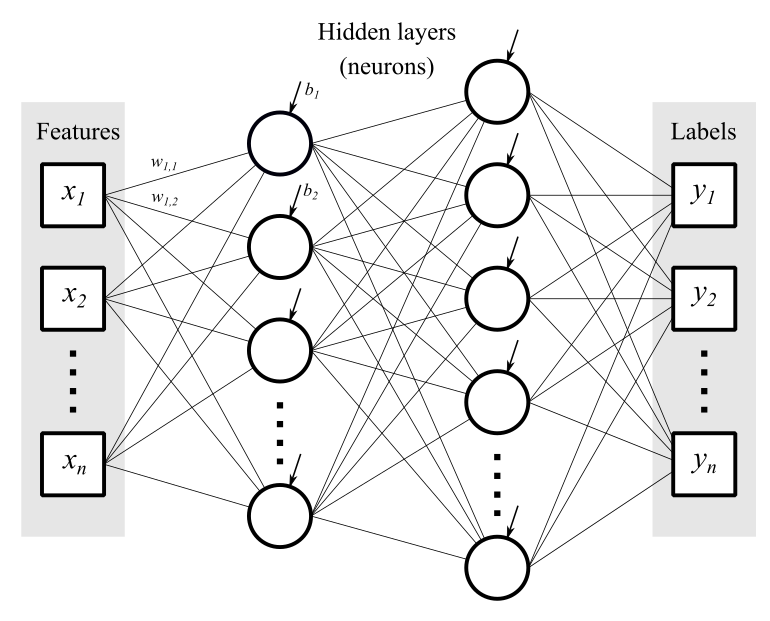 Hidden layers
(neurons)
Features
Labels
b1
w1,1
w1,2
b2
x1
x2
xn
y1
y2
yn